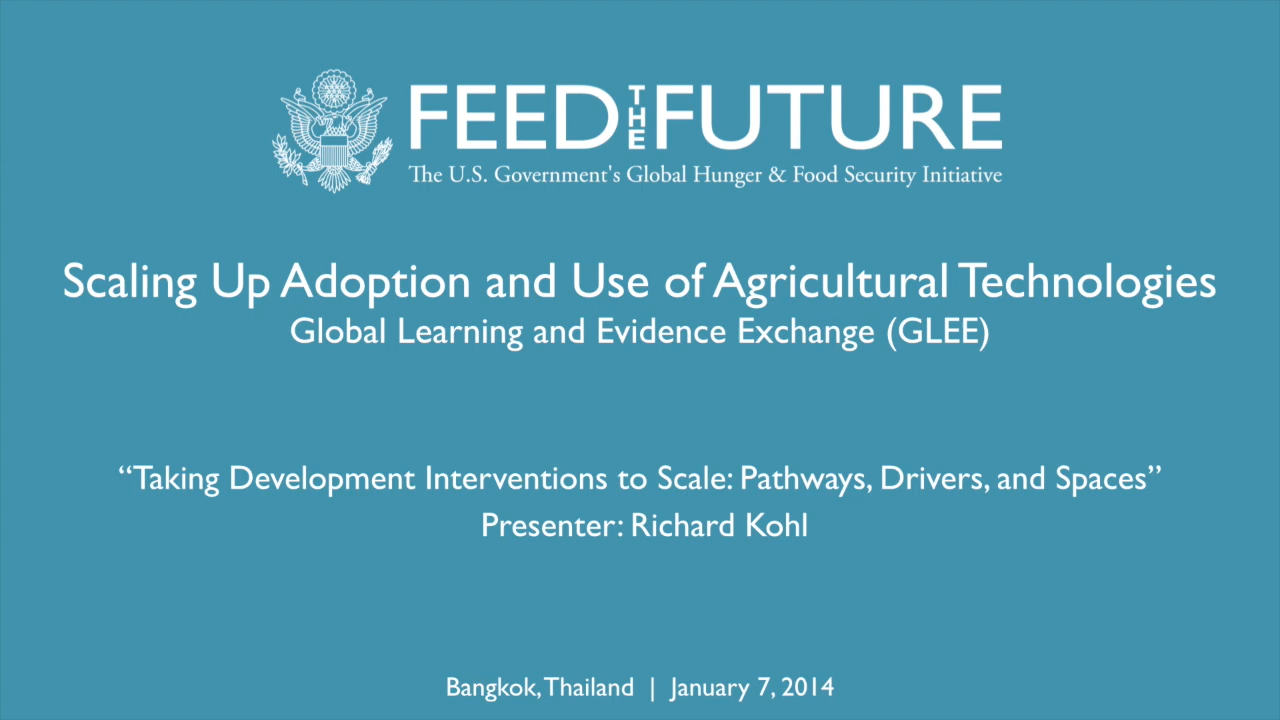 FEED THE FUTURE
The U.S. Government's Global Hunger & Food Security Initiative
Scaling Up Adoption and Use of Agricultural Technologies
Global Learning and Evidence Exchange (GLEE)
“Taking Development Interventions to Scale: Pathways, Drivers, and Spaces”
Presenter: Richard Kohl
Bangkok, Thailand | January 7, 2014